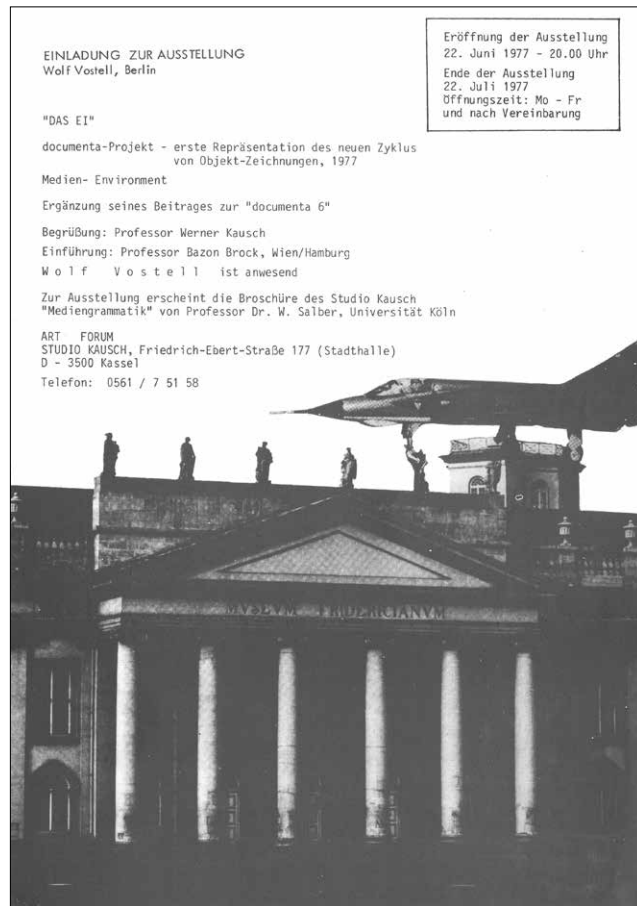 EINLADUNG ZUR AUSSTELLUNG
Wolf Vostell, Berlin
Eröffnung der Ausstellung
22. Juni 1977 - 20.00 Uhr
Ende der Ausstellung
22. Juli 1977
Öffnungszeit: Mo - Fr
und nach Vereinbarung
"DAS EI"
documenta-Projekt - erste Repräsentation des neuen Zyklus
von Objekt-Zeichnungen, 1977
Medien- Environment
Ergänzung seines Beitrages zur "documenta 6"
Begrüßung: Professor Werner Kausch
Einführung: Professor Bazon Brock, Wien/Hamburg
Wolf Vostell ist anwesend
Zur Ausstellung erscheint die Broschüre des Studio Kausch
"Mediengrammatik" von Professor Dr. W. Salber, Universität Köln
ART FORUM
STUDIO KAUSCH, Friedrich-Ebert-Straße 177 (Stadthalle)
D - 3500 Kassel
Telefon: 0561 / 7 51 58
MVSEVM FRIDERICIANVM